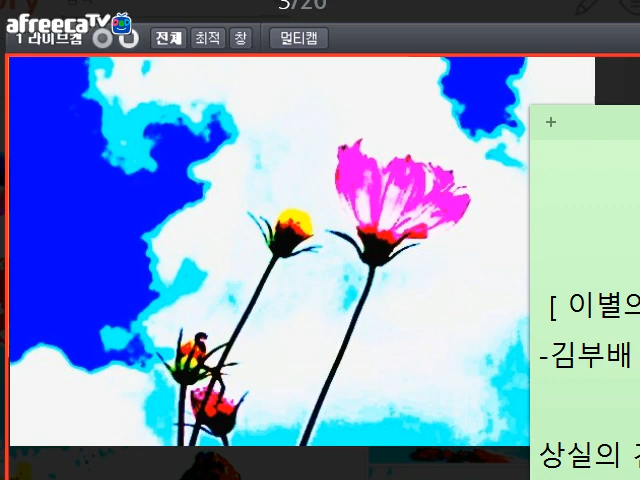 5/20
afreecaTV
1 라이브캠 전체 최적 창 멀티캠
+
[ 이별의
-김부배
상실의